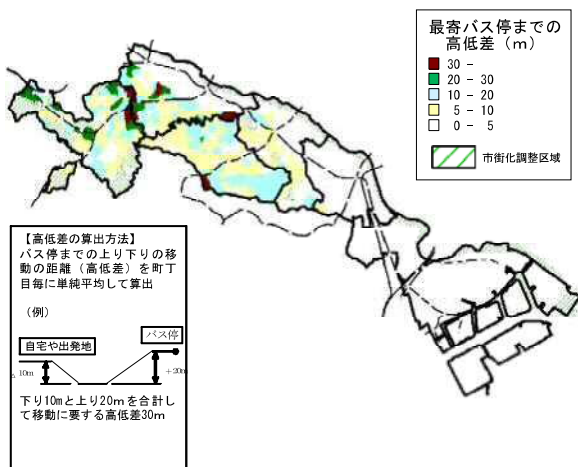 最寄バス停までの
高低差（m）
30 -
20 - 30
10 - 20
5 - 10
0 - 5
市街化調整区域
【高低差の算出方法】
バス停までの上り下りの移
動の距離（高低差）を町丁
目毎に単純平均して算出
（例）
バス停
自宅や出発地
10m
+20m
下り10mと上り20mを合計し
て移動に要する高低差30m